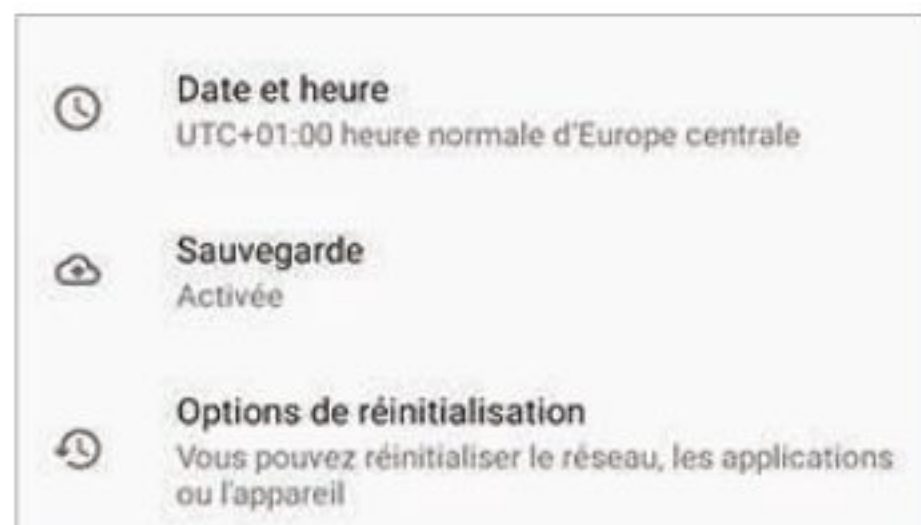 Date et heure
UTC+01:00 heure normale d'Europe centrale
Sauvegarde
Activée
Options de réinitialisation
Vous pouvez réinitialiser le réseau, les applications
ou l'appareil